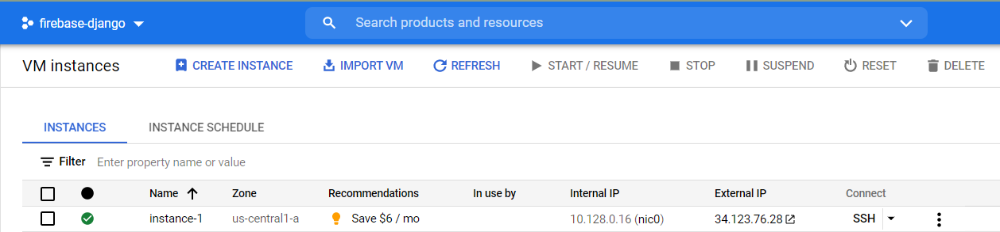 firebase-django Search products and resources
VM instances CREATE INSTANCE IMPORT VM REFRESH START / RESUME STOP SUSPEND RESET DELETE
INSTANCES INSTANCE SCHEDULE
Filter Enter property name or value
Name Zone Recommendations In use by Internal IP External IP Connect
instance-1 us-central1-a Save $6 / mo 10.128.0.16 (nic0) 34.123.76.28 SSH